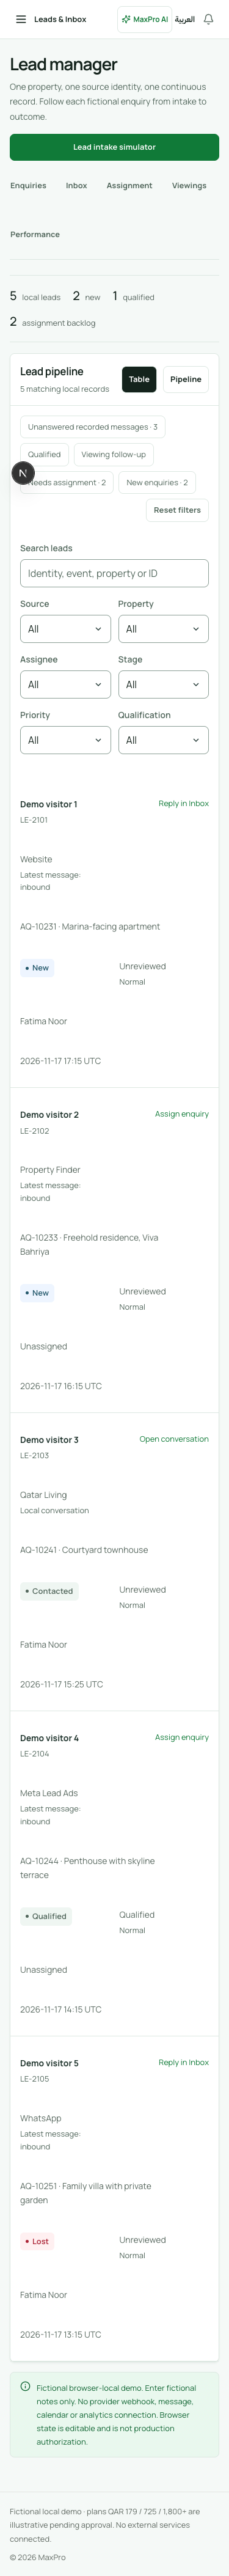 Leads & Inbox
MaxPro AI
العربية
Lead manager
One property, one source identity, one continuous
record. Follow each fictional enquiry from intake to
outcome.
Lead intake simulator
Enquiries Inbox Assignment Viewings
Performance
5 local leads 2 new 1 qualified
2 assignment backlog
Lead pipeline
5 matching local records
Table Pipeline
Unanswered recorded messages · 3
Qualified Viewing follow-up
N
Needs assignment · 2 New enquiries · 2
Reset filters
Search leads
Identity, event, property or ID
Source Property
All All
Assignee Stage
All All
Priority Qualification
All All
Demo visitor 1 Reply in Inbox
LE-2101
Website
Latest message:
inbound
AQ-10231 · Marina-facing apartment
New Unreviewed
Normal
Fatima Noor
2026-11-17 17:15 UTC
Demo visitor 2 Assign enquiry
LE-2102
Property Finder
Latest message:
inbound
AQ-10233 · Freehold residence, Viva
Bahriya
New Unreviewed
Normal
Unassigned
2026-11-17 16:15 UTC
Demo visitor 3 Open conversation
LE-2103
Qatar Living
Local conversation
AQ-10241 · Courtyard townhouse
Contacted Unreviewed
Normal
Fatima Noor
2026-11-17 15:25 UTC
Demo visitor 4 Assign enquiry
LE-2104
Meta Lead Ads
Latest message:
inbound
AQ-10244 · Penthouse with skyline
terrace
Qualified Qualified
Normal
Unassigned
2026-11-17 14:15 UTC
Demo visitor 5 Reply in Inbox
LE-2105
WhatsApp
Latest message:
inbound
AQ-10251 · Family villa with private
garden
Lost Unreviewed
Normal
Fatima Noor
2026-11-17 13:15 UTC
Fictional browser-local demo. Enter fictional
notes only. No provider webhook, message,
calendar or analytics connection. Browser
state is editable and is not production
authorization.
Fictional local demo · plans QAR 179 / 725 / 1,800+ are
illustrative pending approval. No external services
connected.
© 2026 MaxPro